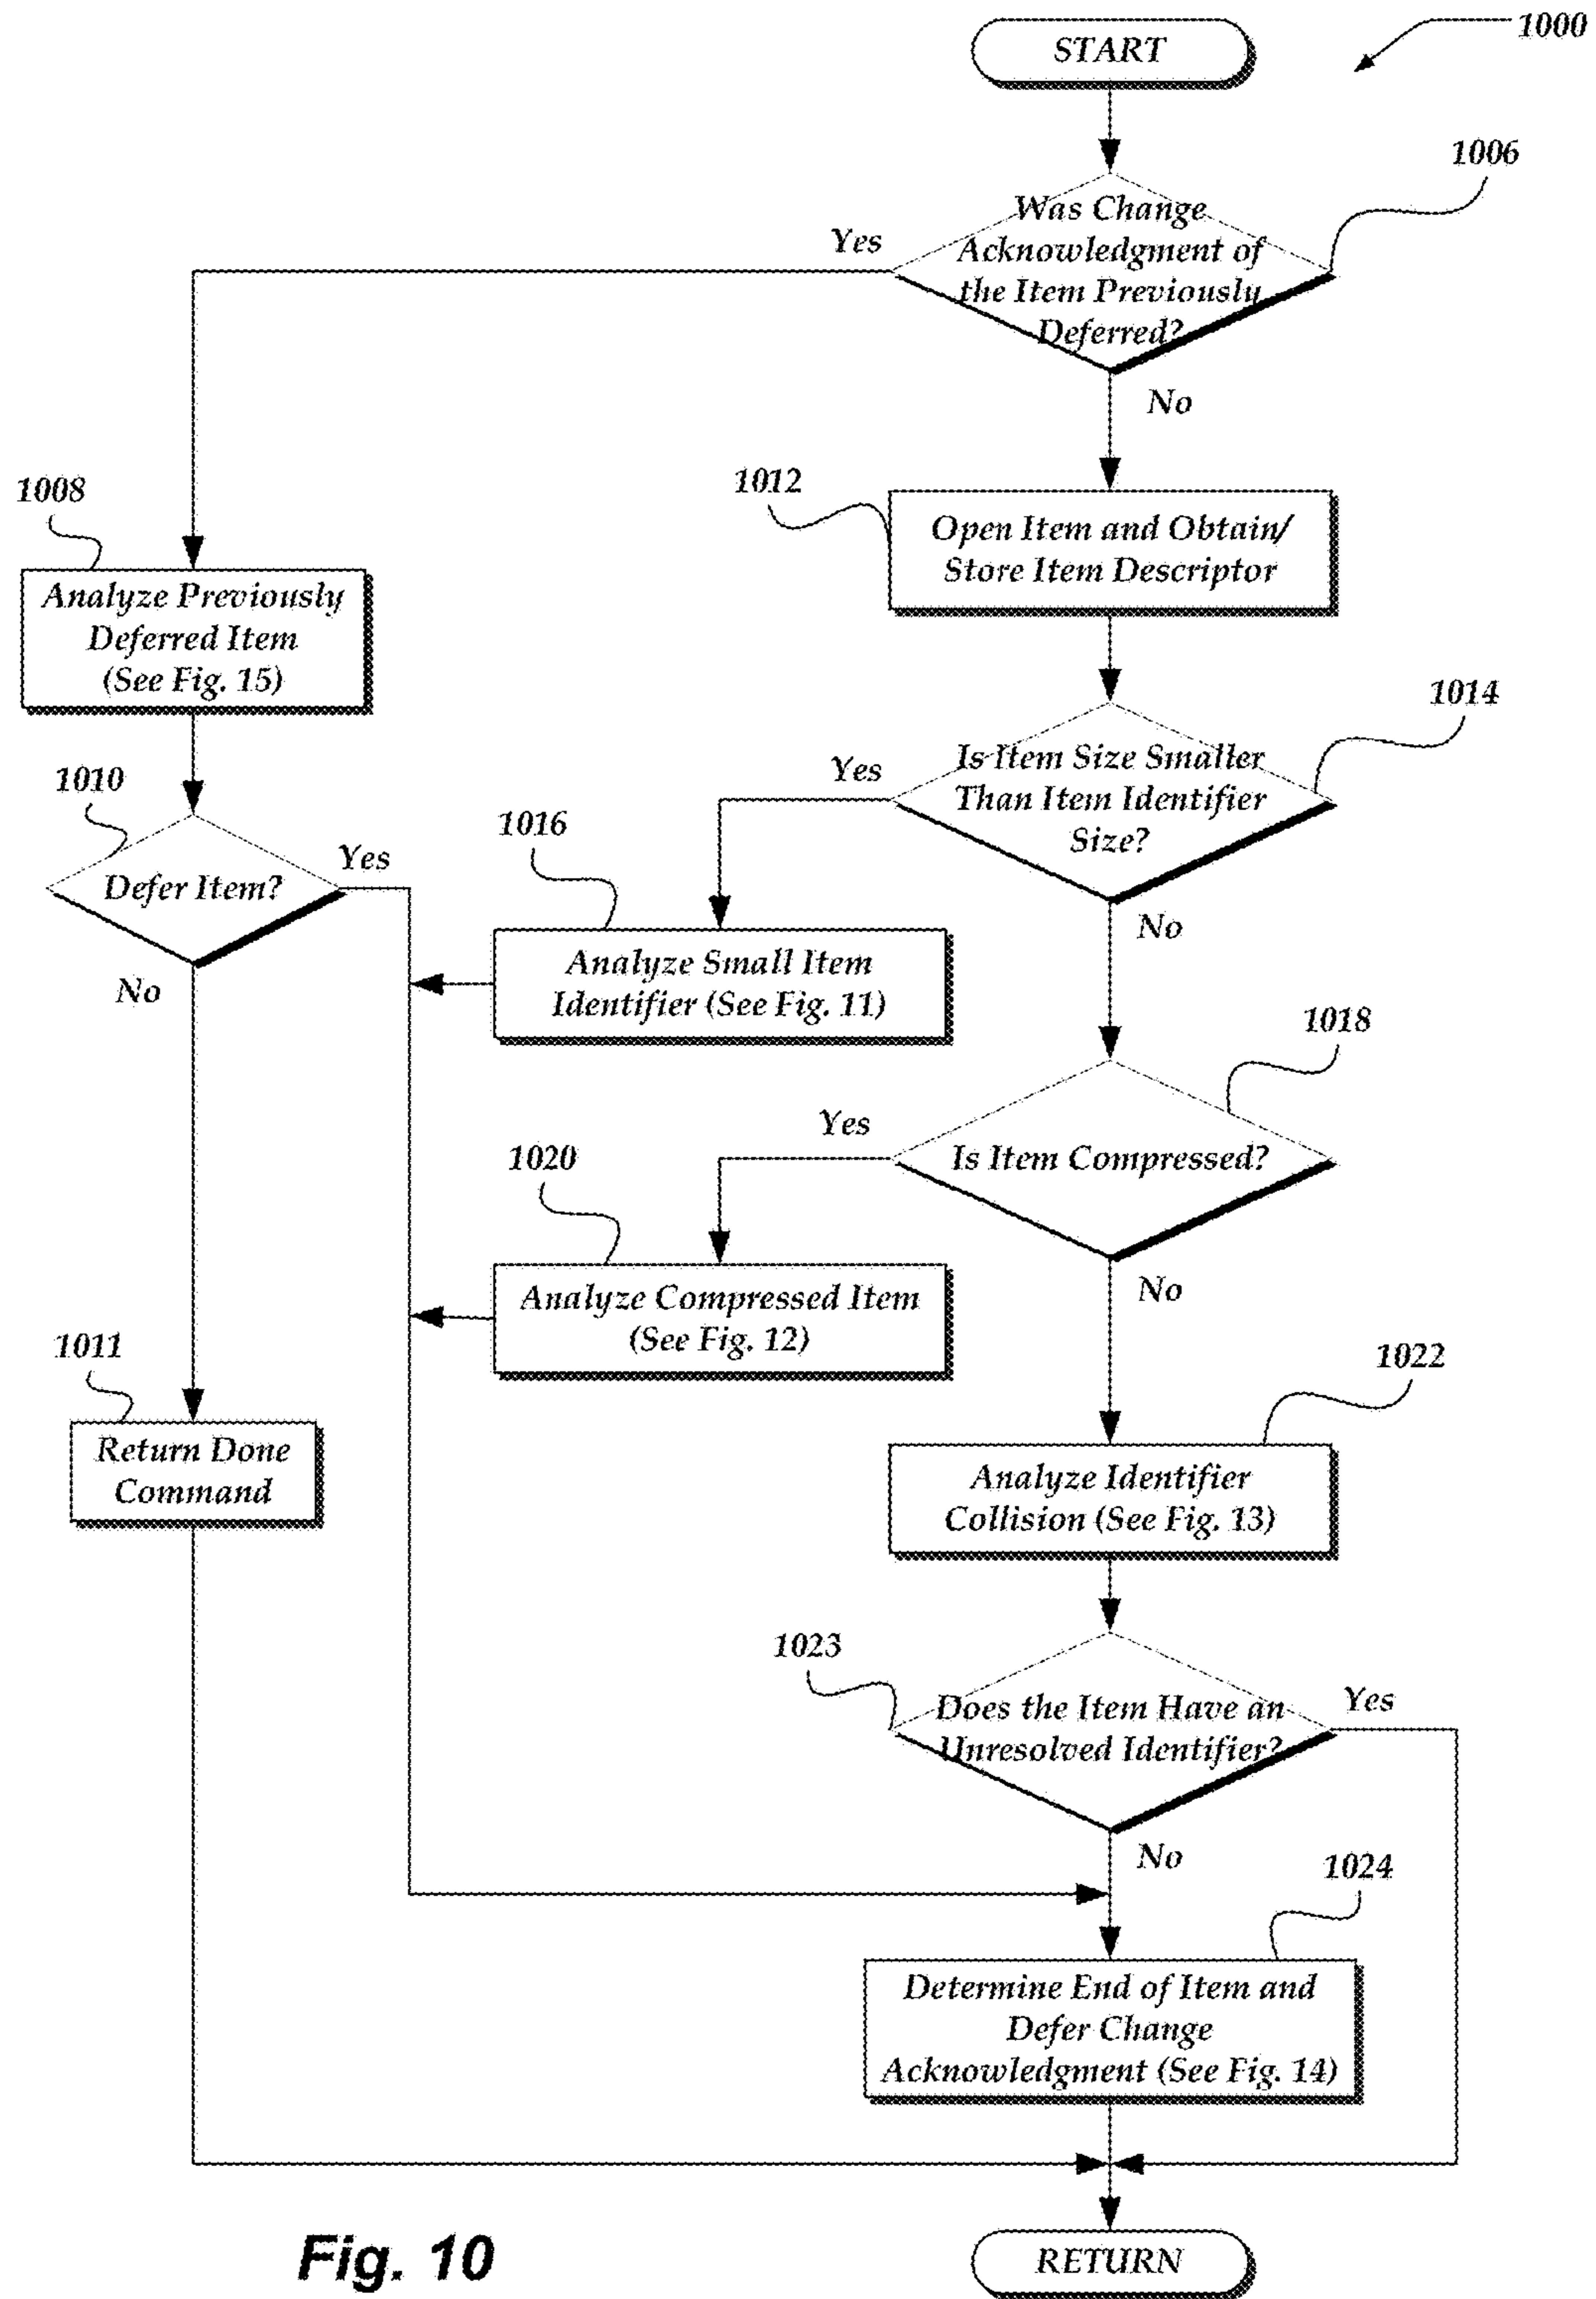 START
1000
1006
Was Change
Acknowledgment of
the Item Previously
Deferred?
Yes
No
1008
Analyze Previously
Deferred Item
(See Fig. 15)
1012
Open Item and Obtain/
Store Item Descriptor
1014
Is Item Size Smaller
Than Item Identifier
Size?
Yes
No
1010
Defer Item?
Yes
No
1016
Analyze Small Item
Identifier (See Fig. 11)
1018
Is Item Compressed?
Yes
No
1020
Analyze Compressed Item
(See Fig. 12)
1011
Return Done
Command
1022
Analyze Identifier
Collision (See Fig. 13)
1023
Does the Item Have an
Unresolved Identifier?
Yes
No
1024
Determine End of Item and
Defer Change
Acknowledgment (See Fig. 14)
RETURN
Fig. 10